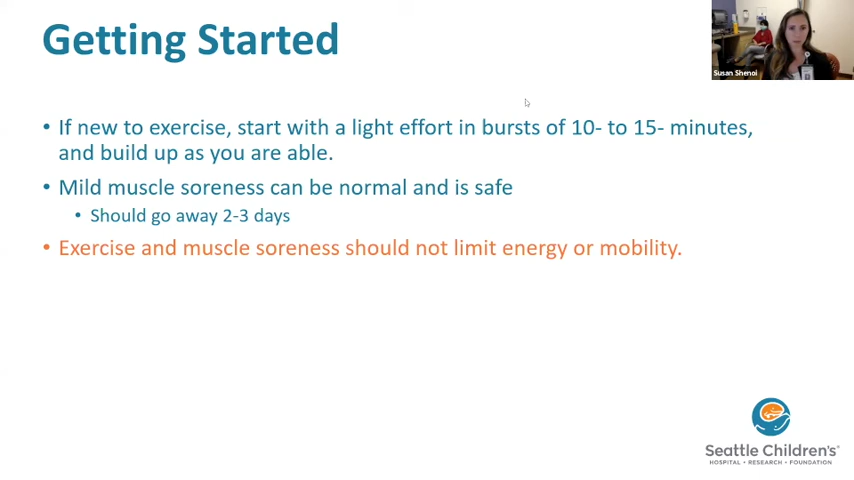 Getting Started
Susan Shenoi
• If new to exercise, start with a light effort in bursts of 10- to 15- minutes,
and build up as you are able.
• Mild muscle soreness can be normal and is safe
• Should go away 2-3 days
• Exercise and muscle soreness should not limit energy or mobility.
Seattle Children's®
HOSPITAL • RESEARCH • FOUNDATION